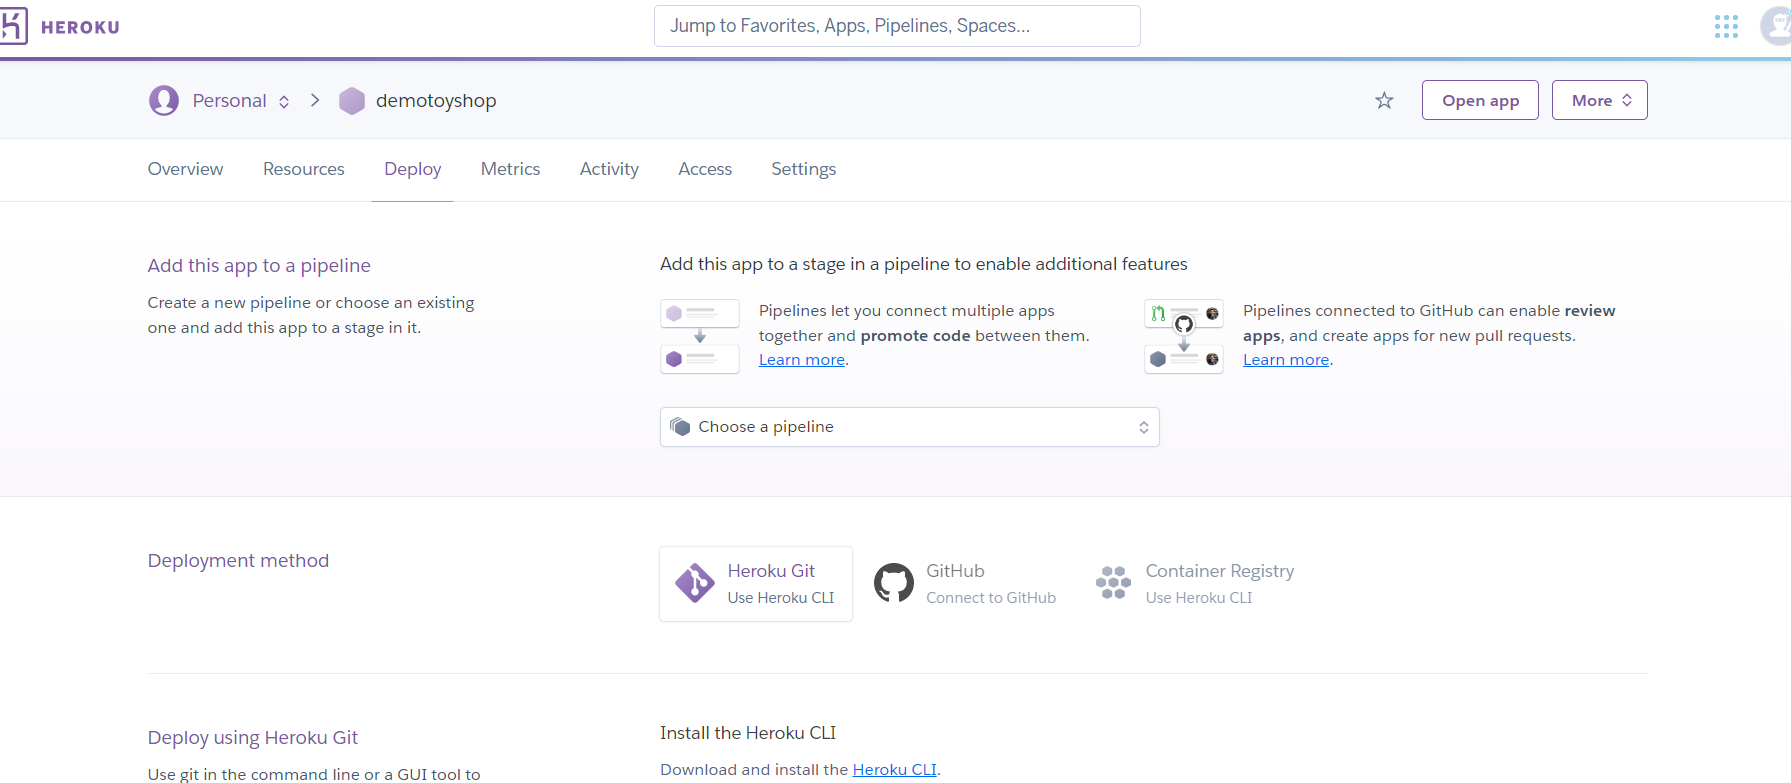 HEROKU
Jump to Favorites, Apps, Pipelines, Spaces...
Personal
demotoyshop
Open app
More
Overview
Resources
Deploy
Metrics
Activity
Access
Settings
Add this app to a pipeline
Create a new pipeline or choose an existing
one and add this app to a stage in it.
Add this app to a stage in a pipeline to enable additional features
Pipelines let you connect multiple apps
together and promote code between them.
Learn more.
Pipelines connected to GitHub can enable review
apps, and create apps for new pull requests.
Learn more.
Choose a pipeline
Deployment method
Heroku Git
Use Heroku CLI
GitHub
Connect to GitHub
Container Registry
Use Heroku CLI
Deploy using Heroku Git
Use git in the command line or a GUI tool to
Install the Heroku CLI
Download and install the Heroku CLI.